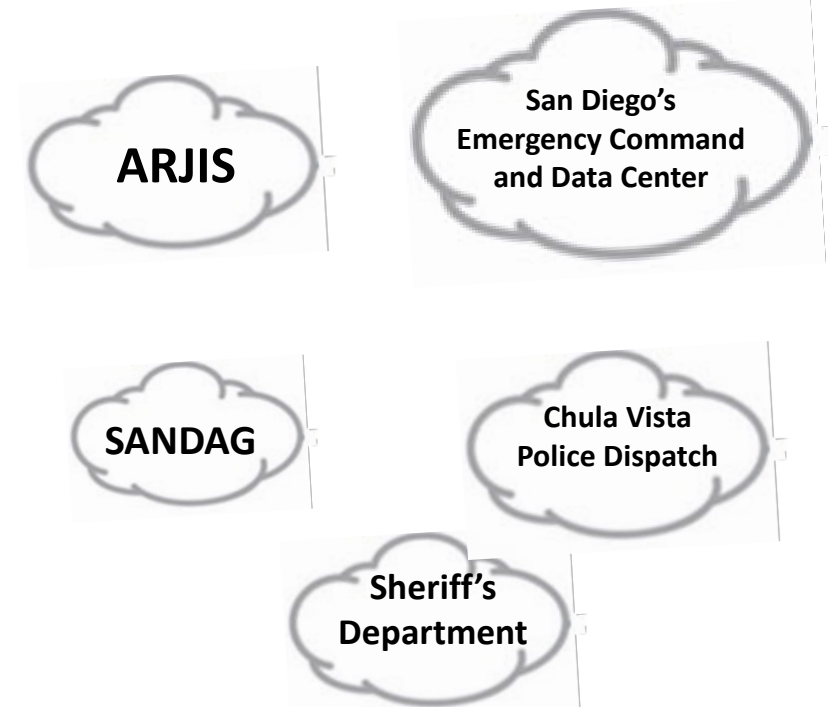 ARJIS
San Diego’s
Emergency Command
and Data Center
SANDAG
Chula Vista
Police Dispatch
Sheriff’s
Department